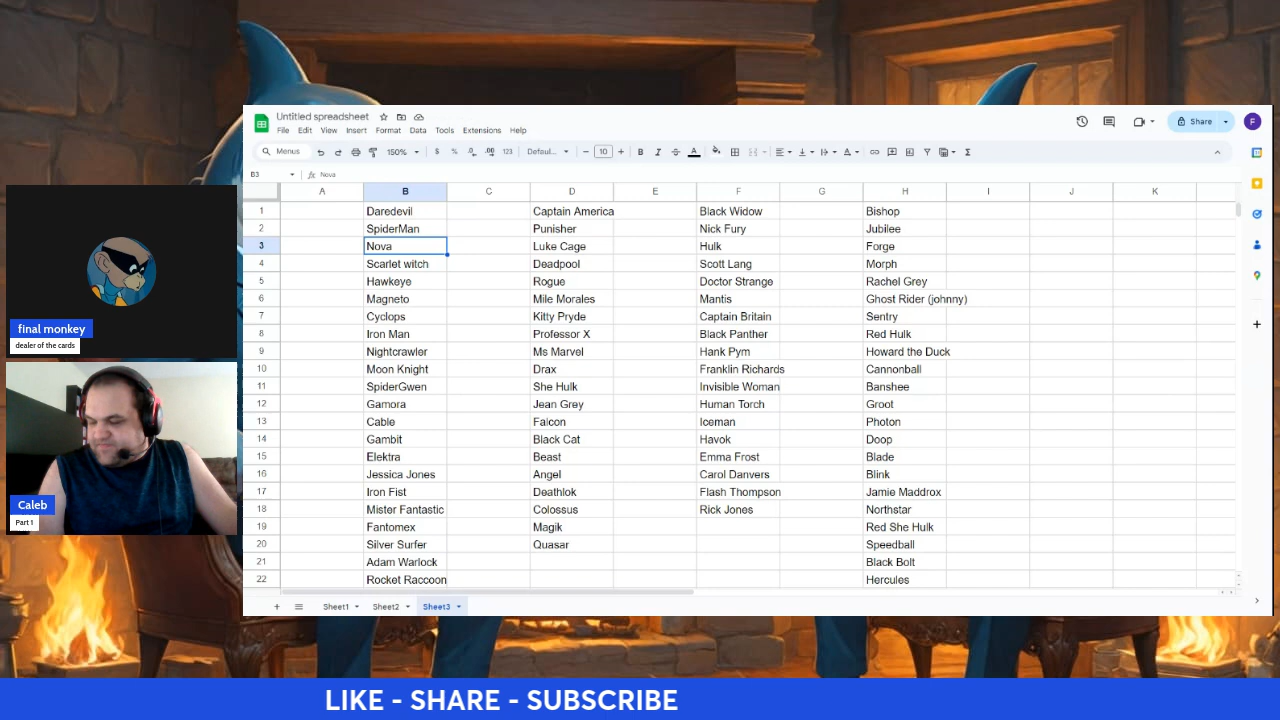 Untitled spreadsheet
File Edit View Insert Format Data Tools Extensions Help
Share
F
Menus 150% $ % .0 .00 123 Defaul... 10
B3 fx Nova
A B C D E F G H I J K
1 Daredevil Captain America Black Widow Bishop
2 SpiderMan Punisher Nick Fury Jubilee
3 Nova Luke Cage Hulk Forge
4 Scarlet witch Deadpool Scott Lang Morph
5 Hawkeye Rogue Doctor Strange Rachel Grey
6 Magneto Mile Morales Mantis Ghost Rider (johnny)
7 Cyclops Kitty Pryde Captain Britain Sentry
8 Iron Man Professor X Black Panther Red Hulk
9 Nightcrawler Ms Marvel Hank Pym Howard the Duck
10 Moon Knight Drax Franklin Richards Cannonball
11 SpiderGwen She Hulk Invisible Woman Banshee
12 Gamora Jean Grey Human Torch Groot
13 Cable Falcon Iceman Photon
14 Gambit Black Cat Havok Doop
15 Elektra Beast Emma Frost Blade
16 Jessica Jones Angel Carol Danvers Blink
17 Iron Fist Deathlok Flash Thompson Jamie Maddrox
18 Mister Fantastic Colossus Rick Jones Northstar
19 Fantomex Magik Red She Hulk
20 Silver Surfer Quasar Speedball
21 Adam Warlock Black Bolt
22 Rocket Raccoon Hercules
Sheet1 Sheet2 Sheet3
final monkey
dealer of the cards
Caleb
Part 1
LIKE - SHARE - SUBSCRIBE